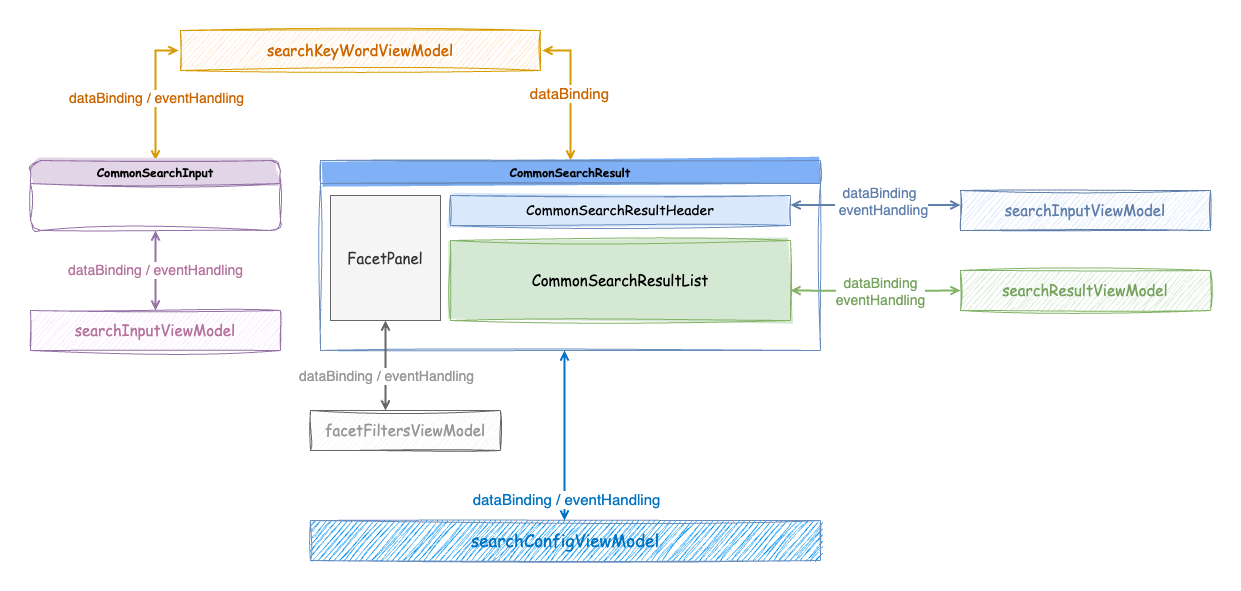 searchKeyWordViewModel
dataBinding / eventHandling
dataBinding
CommonSearchInput
CommonSearchResult
dataBinding
eventHandling
CommonSearchResultHeader
searchInputViewModel
FacetPanel
CommonSearchResultList
dataBinding / eventHandling
dataBinding
eventHandling
searchResultViewModel
searchInputViewModel
dataBinding / eventHandling
facetFiltersViewModel
dataBinding / eventHandling
searchConfigViewModel